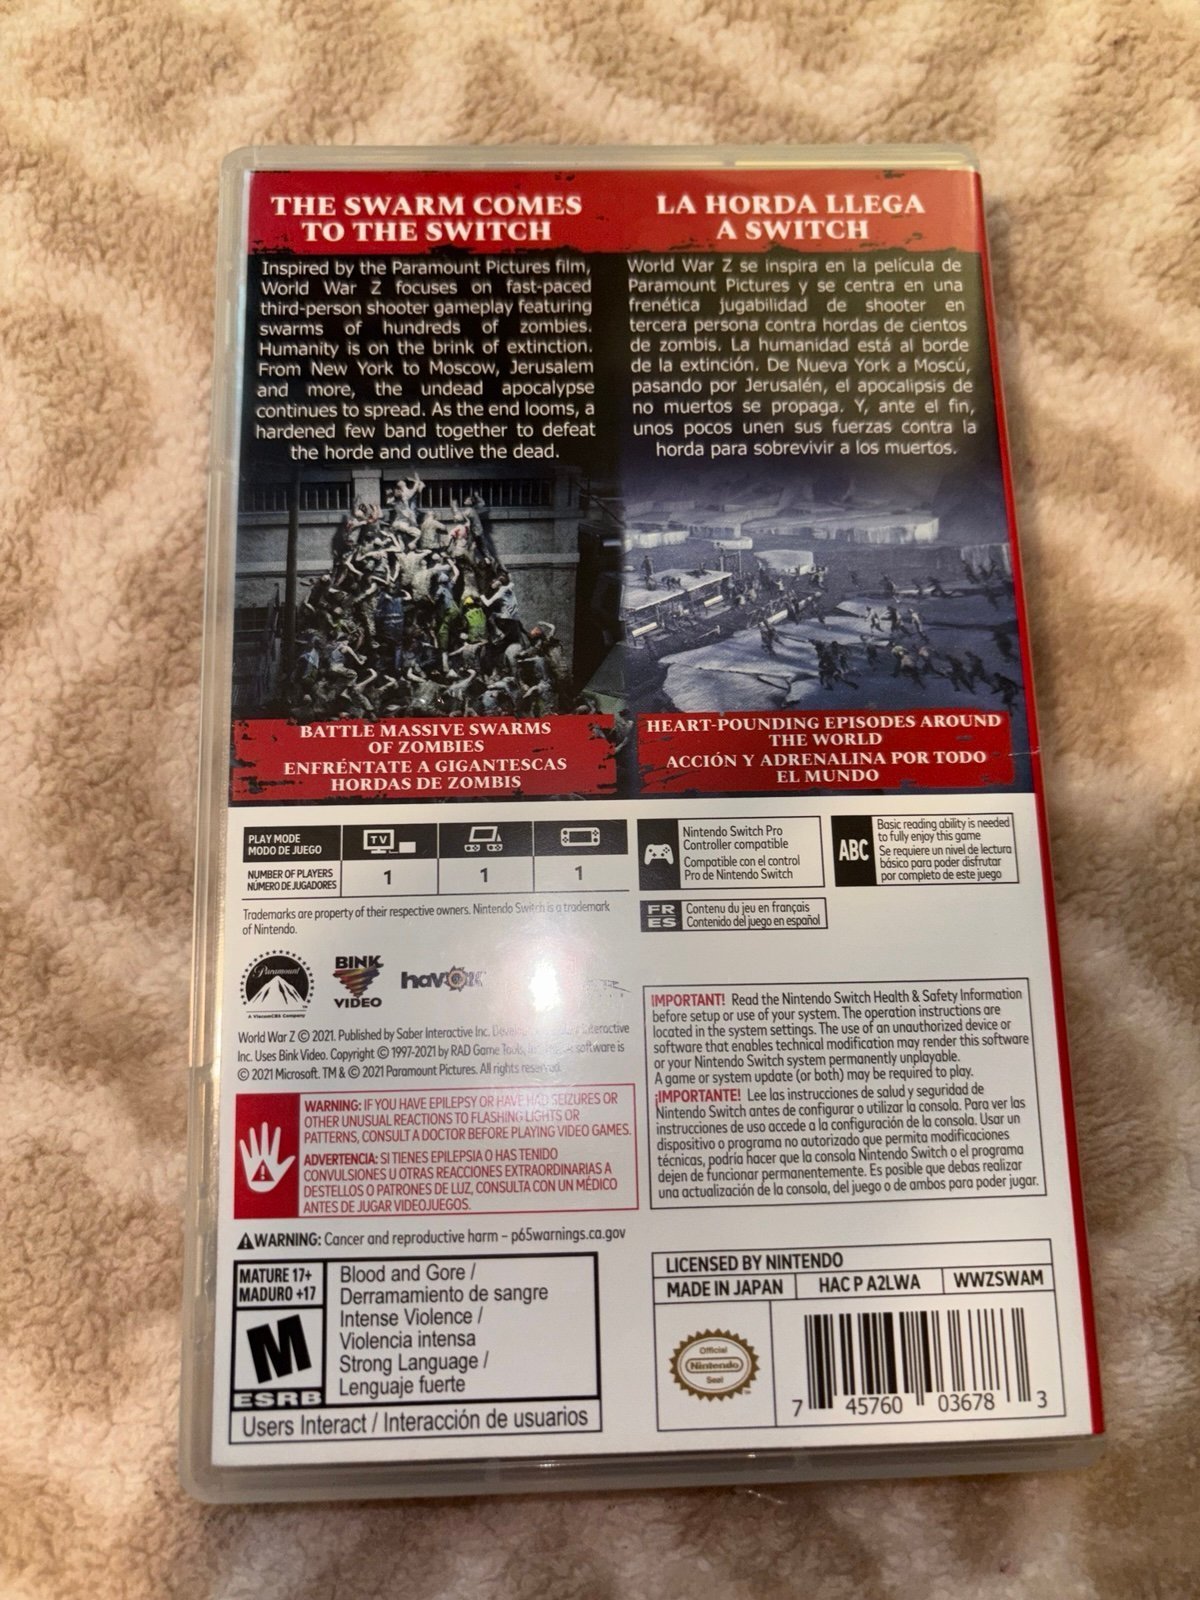 THE SWARM COMES
TO THE SWITCH
Inspired by the Paramount Pictures film,
World War Z focuses on fast-paced
third-person shooter gameplay featuring
swarms of hundreds of zombies.
Humanity is on the brink of extinction.
From New York to Moscow, Jerusalem
and more, the undead apocalypse
continues to spread. As the end looms, a
hardened few band together to defeat
the horde and outlive the dead.
LA HORDA LLEGA
A SWITCH
World War Z se inspira en la película de
Paramount Pictures y se centra en una
frenética jugabilidad de shooter en
tercera persona contra hordas de cientos
de zombis. La humanidad está al borde
de la extinción. De Nueva York a Moscú,
pasando por Jerusalén, el apocalipsis de
no muertos se propaga. Y, ante el fin,
unos pocos unen sus fuerzas contra la
horda para sobrevivir a los muertos.
BATTLE MASSIVE SWARMS
OF ZOMBIES
ENFRÉNTATE A GIGANTESCAS
HORDAS DE ZOMBIS
HEART-POUNDING EPISODES AROUND
THE WORLD
ACCIÓN Y ADRENALINA POR TODO
EL MUNDO
PLAY MODE
MODO DE JUEGO
TV
NUMBER OF PLAYERS
NÚMERO DE JUGADORES
1 1 1
Nintendo Switch Pro
Controller compatible
Compatible con el control
Pro de Nintendo Switch
ABC
Basic reading ability is needed
to fully enjoy this game
Se requiere un nivel de lectura
básico para poder disfrutar
por completo de este juego
FR Contenu du jeu en français
ES Contenido del juego en español
Trademarks are property of their respective owners. Nintendo Switch is a trademark
of Nintendo.
Paramount
A ViacomCBS Company
BINK
VIDEO
havok
World War Z © 2021. Published by Saber Interactive Inc. Interactive
Inc. Uses Bink Video. Copyright © 1997-2021 by RAD Game Tools, software is
© 2021 Microsoft. TM & © 2021 Paramount Pictures. All rights reserved.
WARNING: IF YOU HAVE EPILEPSY OR HAVE HAD SEIZURES OR
OTHER UNUSUAL REACTIONS TO FLASHING LIGHTS OR
PATTERNS, CONSULT A DOCTOR BEFORE PLAYING VIDEO GAMES.
ADVERTENCIA: SI TIENES EPILEPSIA O HAS TENIDO
CONVULSIONES U OTRAS REACCIONES EXTRAORDINARIAS A
DESTELLOS O PATRONES DE LUZ, CONSULTA CON UN MÉDICO
ANTES DE JUGAR VIDEOJUEGOS.
IMPORTANT! Read the Nintendo Switch Health & Safety Information
before setup or use of your system. The operation instructions are
located in the system settings. The use of an unauthorized device or
software that enables technical modification may render this software
or your Nintendo Switch system permanently unplayable.
A game or system update (or both) may be required to play.
¡IMPORTANTE! Lee las instrucciones de salud y seguridad de
Nintendo Switch antes de configurar o utilizar la consola. Para ver las
instrucciones de uso accede a la configuración de la consola. Usar un
dispositivo o programa no autorizado que permita modificaciones
técnicas, podría hacer que la consola Nintendo Switch o el programa
dejen de funcionar permanentemente. Es posible que debas realizar
una actualización de la consola, del juego o de ambos para poder jugar.
WARNING: Cancer and reproductive harm – p65warnings.ca.gov
MATURE 17+
MADURO +17
M
ESRB
Blood and Gore /
Derramamiento de sangre
Intense Violence /
Violencia intensa
Strong Language /
Lenguaje fuerte
Users Interact / Interacción de usuarios
LICENSED BY NINTENDO
MADE IN JAPAN HAC P A2LWA WWZSWAM
Official
Nintendo
Seal
7 45760 03678 3